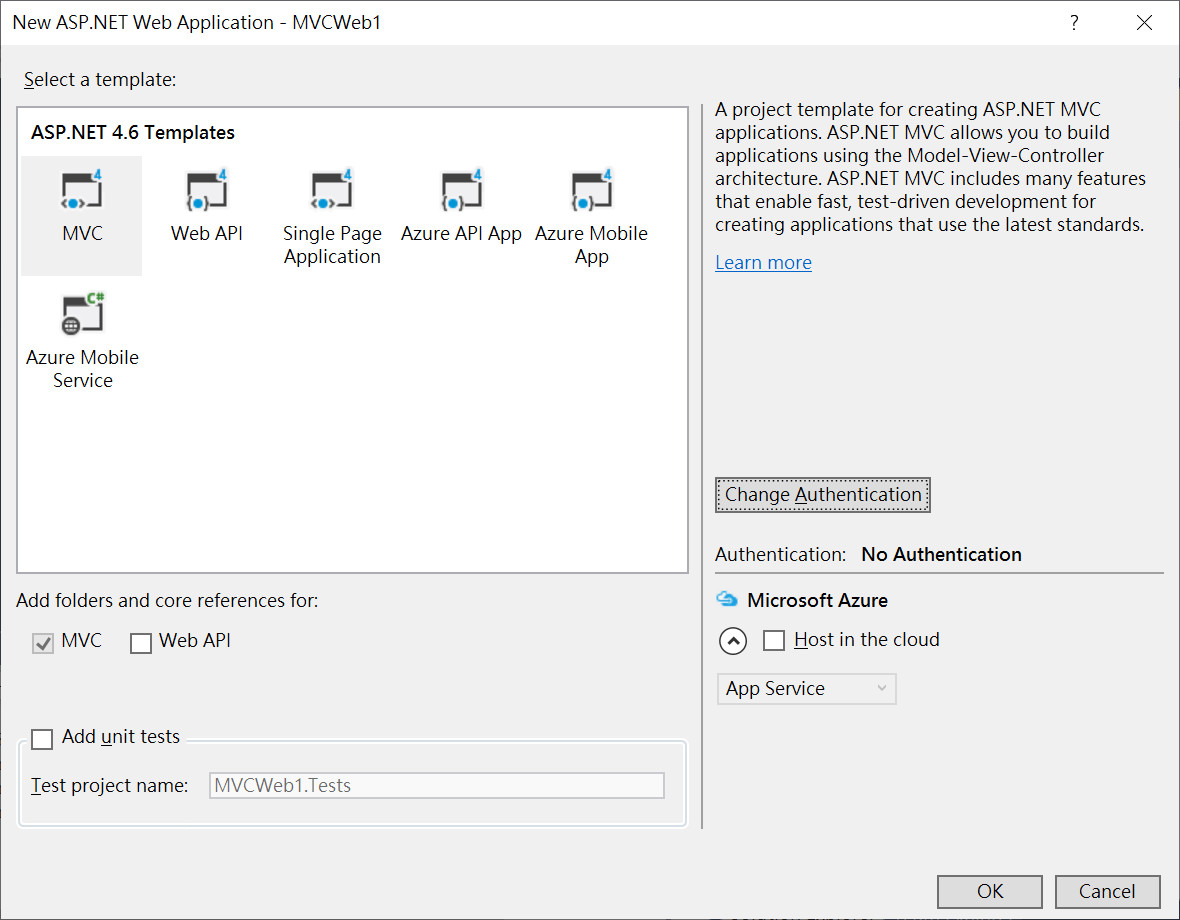 New ASP.NET Web Application - MVCWeb1
?
Select a template:
ASP.NET 4.6 Templates
4
MVC
4
Web API
4
Single Page
Application
4
Azure API App
4
Azure Mobile
App
C#
Azure Mobile
Service
A project template for creating ASP.NET MVC
applications. ASP.NET MVC allows you to build
applications using the Model-View-Controller
architecture. ASP.NET MVC includes many features
that enable fast, test-driven development for
creating applications that use the latest standards.
Learn more
Change Authentication
Authentication: No Authentication
Microsoft Azure
Host in the cloud
App Service
Add folders and core references for:
MVC Web API
Add unit tests
Test project name: MVCWeb1.Tests
OK Cancel